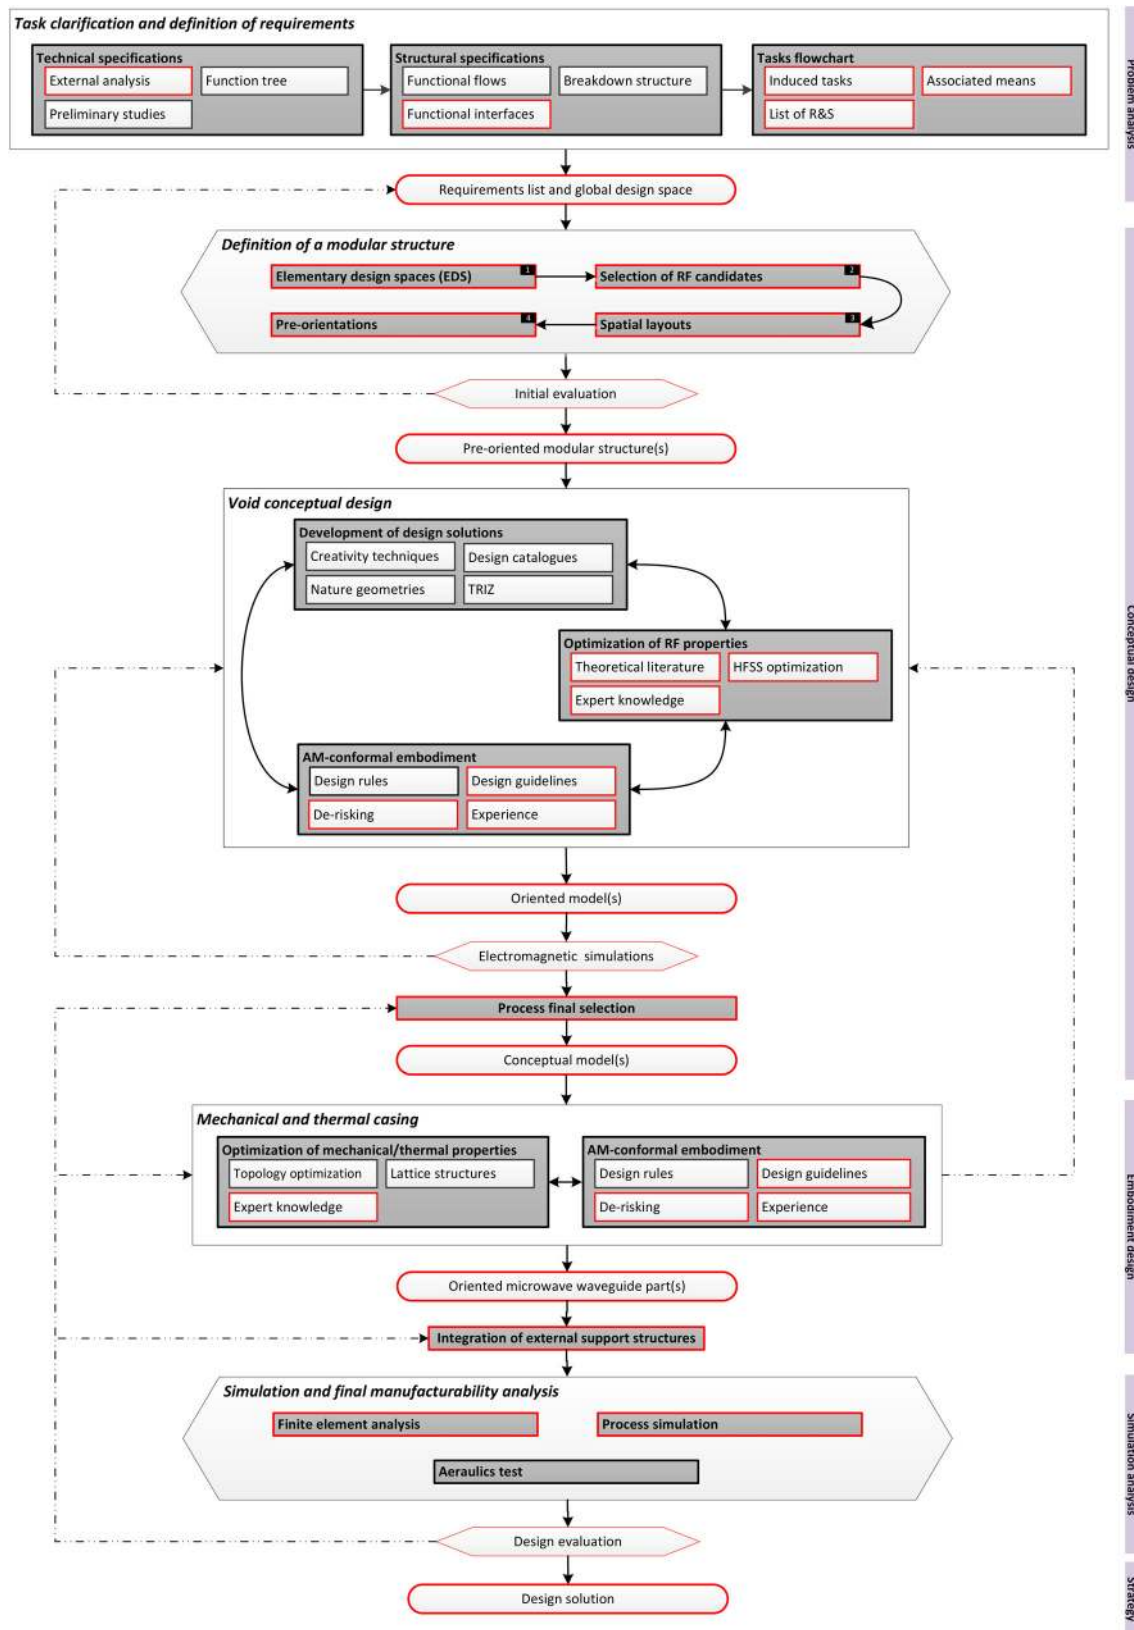 Task clarification and definition of requirements
Technical specifications
External analysis
Function tree
Preliminary studies
Structural specifications
Functional flows
Breakdown structure
Functional interfaces
Tasks flowchart
Induced tasks
Associated means
List of R&S
Problem analysis
Requirements list and global design space
Definition of a modular structure
Elementary design spaces (EDS)
1
Selection of RF candidates
2
Pre-orientations
4
Spatial layouts
3
Initial evaluation
Pre-oriented modular structure(s)
Void conceptual design
Development of design solutions
Creativity techniques
Design catalogues
Nature geometries
TRIZ
Optimization of RF properties
Theoretical literature
HFSS optimization
Expert knowledge
Conceptual design
AM-conformal embodiment
Design rules
Design guidelines
De-risking
Experience
Oriented model(s)
Electromagnetic simulations
Process final selection
Conceptual model(s)
Mechanical and thermal casing
Optimization of mechanical/thermal properties
Topology optimization
Lattice structures
Expert knowledge
AM-conformal embodiment
Design rules
Design guidelines
De-risking
Experience
Embodiment design
Oriented microwave waveguide part(s)
Integration of external support structures
Simulation and final manufacturability analysis
Finite element analysis
Process simulation
Aeraulics test
Simulation analysis
Design evaluation
Design solution
Strategy